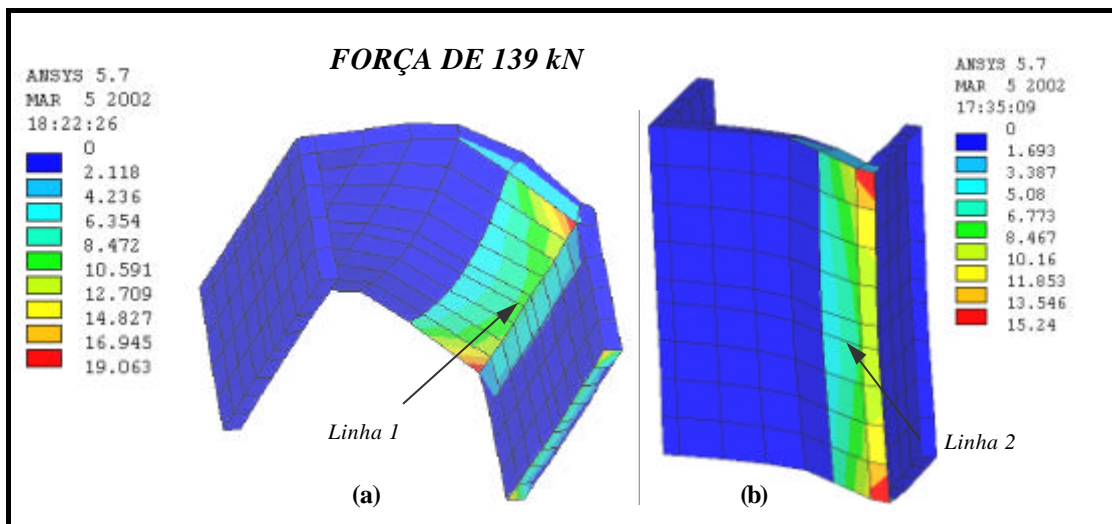 FORÇA DE 139 kN
ANSYS 5.7
MAR 5 2002
18:22:26
0
2.118
4.236
6.354
8.472
10.591
12.709
14.827
16.945
19.063
Linha 1
(a)
ANSYS 5.7
MAR 5 2002
17:35:09
0
1.693
3.387
5.08
6.773
8.467
10.16
11.853
13.546
15.24
Linha 2
(b)